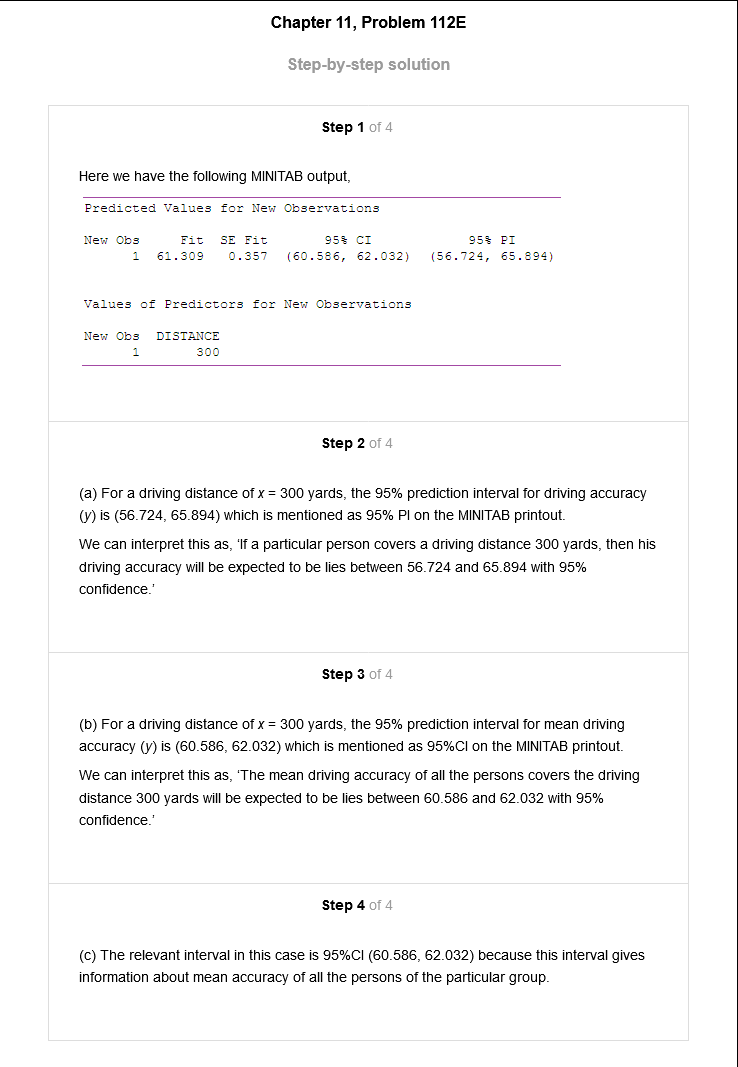 Chapter 11, Problem 112E
Step-by-step solution
Step 1 of 4
Here we have the following MINITAB output,
Predicted Values for New Observations
New Obs Fit SE Fit 95% CI 95% PI
1 61.309 0.357 (60.586, 62.032) (56.724, 65.894)
Values of Predictors for New Observations
New Obs DISTANCE
1 300
Step 2 of 4
(a) For a driving distance of x = 300 yards, the 95% prediction interval for driving accuracy
(y) is (56.724, 65.894) which is mentioned as 95% PI on the MINITAB printout.
We can interpret this as, ‘If a particular person covers a driving distance 300 yards, then his
driving accuracy will be expected to be lies between 56.724 and 65.894 with 95%
confidence.’
Step 3 of 4
(b) For a driving distance of x = 300 yards, the 95% prediction interval for mean driving
accuracy (y) is (60.586, 62.032) which is mentioned as 95%CI on the MINITAB printout.
We can interpret this as, ‘The mean driving accuracy of all the persons covers the driving
distance 300 yards will be expected to be lies between 60.586 and 62.032 with 95%
confidence.’
Step 4 of 4
(c) The relevant interval in this case is 95%CI (60.586, 62.032) because this interval gives
information about mean accuracy of all the persons of the particular group.